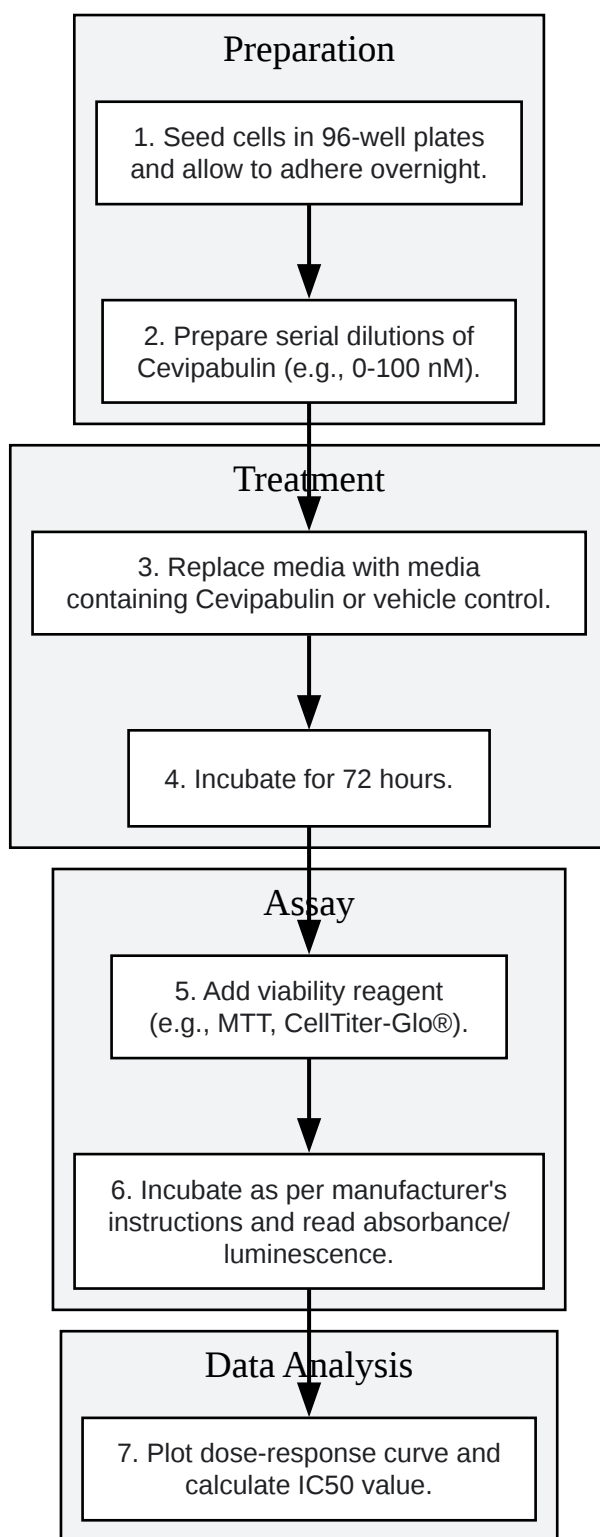 Preparation
1. Seed cells in 96-well plates
and allow to adhere overnight.
2. Prepare serial dilutions of
Cevipabulin (e.g., 0-100 nM).
Treatment
3. Replace media with media
containing Cevipabulin or vehicle control.
4. Incubate for 72 hours.
Assay
5. Add viability reagent
(e.g., MTT, CellTiter-Glo®).
6. Incubate as per manufacturer's
instructions and read absorbance/
luminescence.
Data Analysis
7. Plot dose-response curve and
calculate IC50 value.